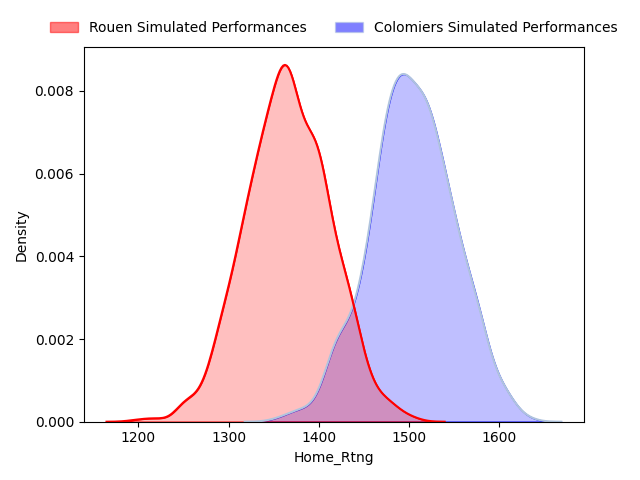 Rouen Simulated Performances
Colomiers Simulated Performances
0.008
0.006
0.004
0.002
0.000
Density
1200 1300 1400 1500 1600
Home_Rtng